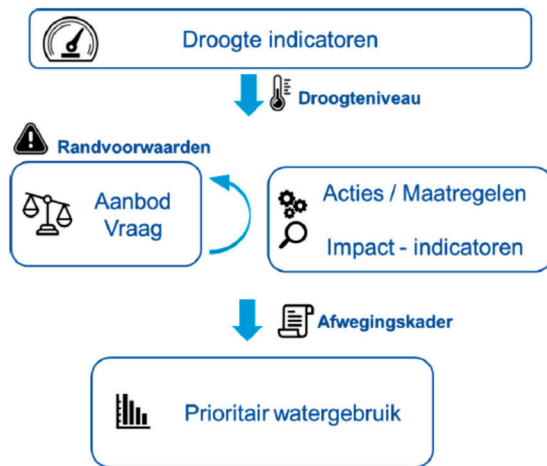 Droogte indicatoren
Droogteniveau
Randvoorwaarden
Aanbod
Vraag
Acties / Maatregelen
Impact - indicatoren
Afwegingskader
Prioritair watergebruik